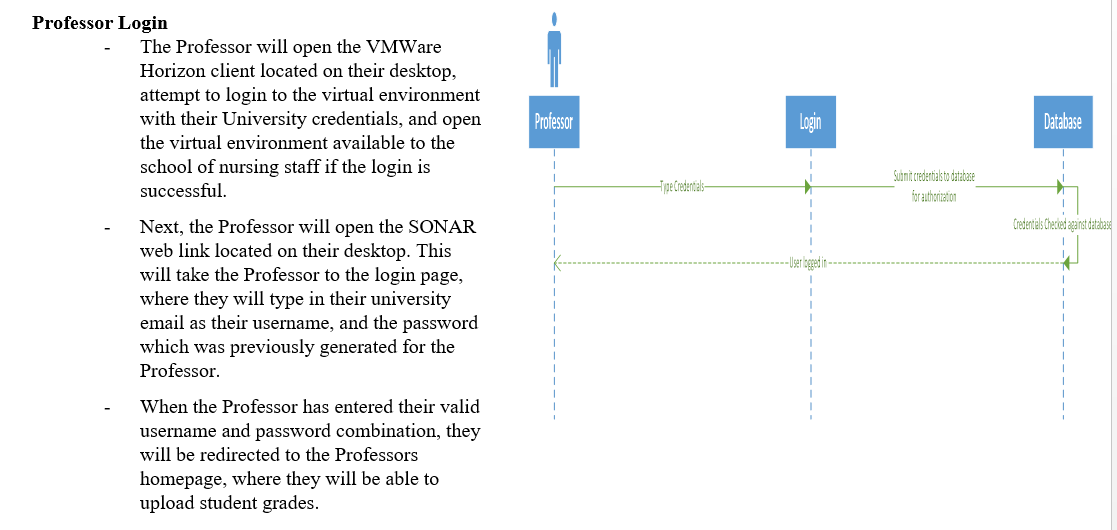 Professor Login
- The Professor will open the VMWare
Horizon client located on their desktop,
attempt to login to the virtual environment
with their University credentials, and open
the virtual environment available to the
school of nursing staff if the login is
successful.
- Next, the Professor will open the SONAR
web link located on their desktop. This
will take the Professor to the login page,
where they will type in their university
email as their username, and the password
which was previously generated for the
Professor.
- When the Professor has entered their valid
username and password combination, they
will be redirected to the Professors
homepage, where they will be able to
upload student grades.
Professor
Login
Database
Type Credentials
Submit credentials to database
for authorization
Credentials Checked against database
User logged in